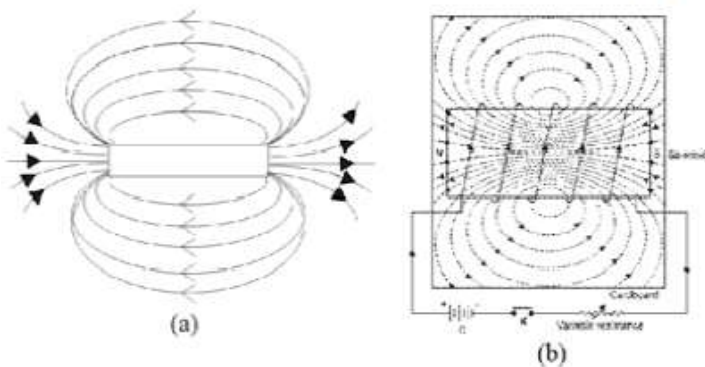 (a)
N
S
Solenoid
Cardboard
+
-
K
Variable resistance
(b)